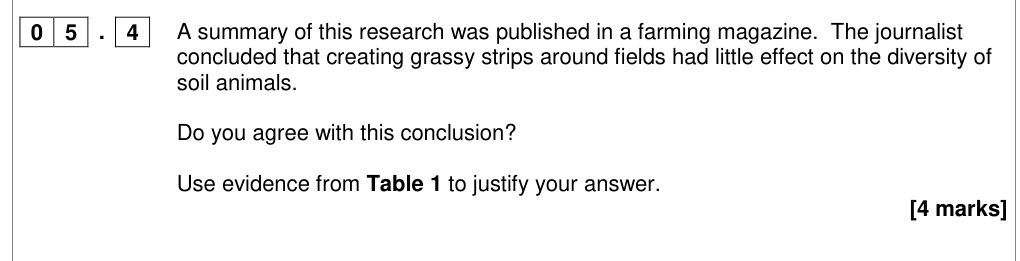 0 5 . 4 A summary of this research was published in a farming magazine. The journalist
concluded that creating grassy strips around fields had little effect on the diversity of
soil animals.
Do you agree with this conclusion?
Use evidence from Table 1 to justify your answer.
[4 marks]